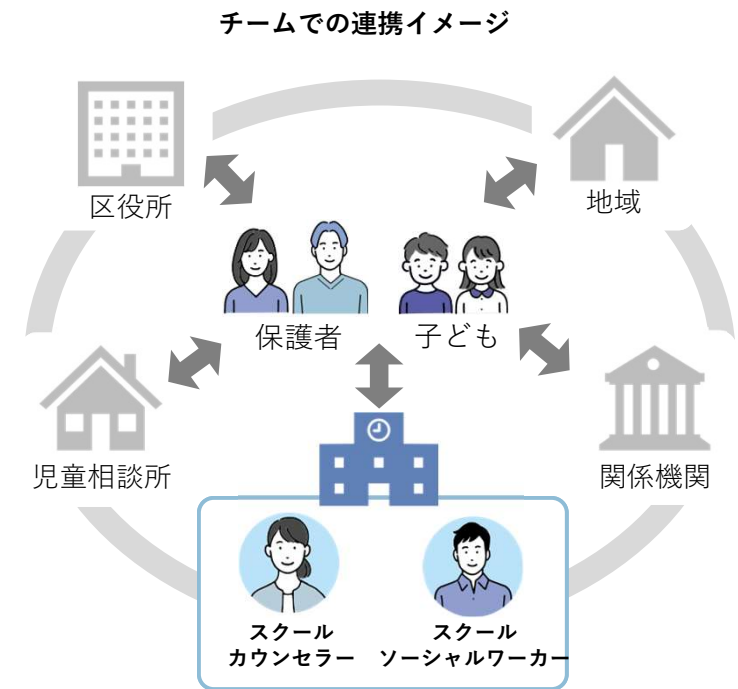 チームでの連携イメージ
区役所
地域
保護者
子ども
児童相談所
関係機関
スクール
カウンセラー
スクール
ソーシャルワーカー